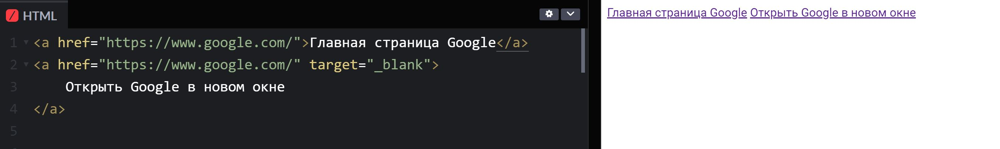 HTML
1 <a href="https://www.google.com/">Главная страница Google</a>
2 <a href="https://www.google.com/" target="_blank">
3 Открыть Google в новом окне
4 </a>
5
Главная страница Google Открыть Google в новом окне